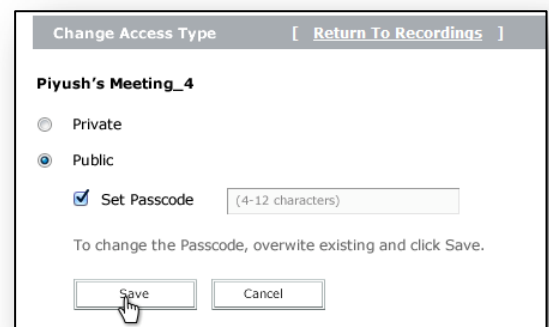 Change Access Type [ Return To Recordings ]
Piyush's Meeting_4
Private
Public
Set Passcode (4-12 characters)
To change the Passcode, overwite existing and click Save.
Save Cancel